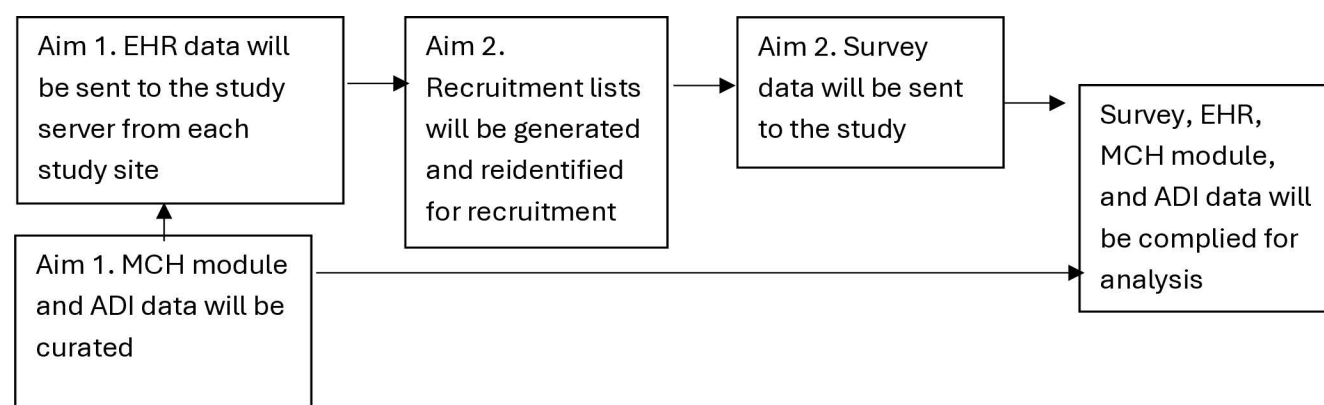 Aim 1. EHR data will
be sent to the study
server from each
study site
Aim 2.
Recruitment lists
will be generated
and reidentified
for recruitment
Aim 2. Survey
data will be sent
to the study
Survey, EHR,
MCH module,
and ADI data will
be complied for
analysis
Aim 1. MCH module
and ADI data will be
curated